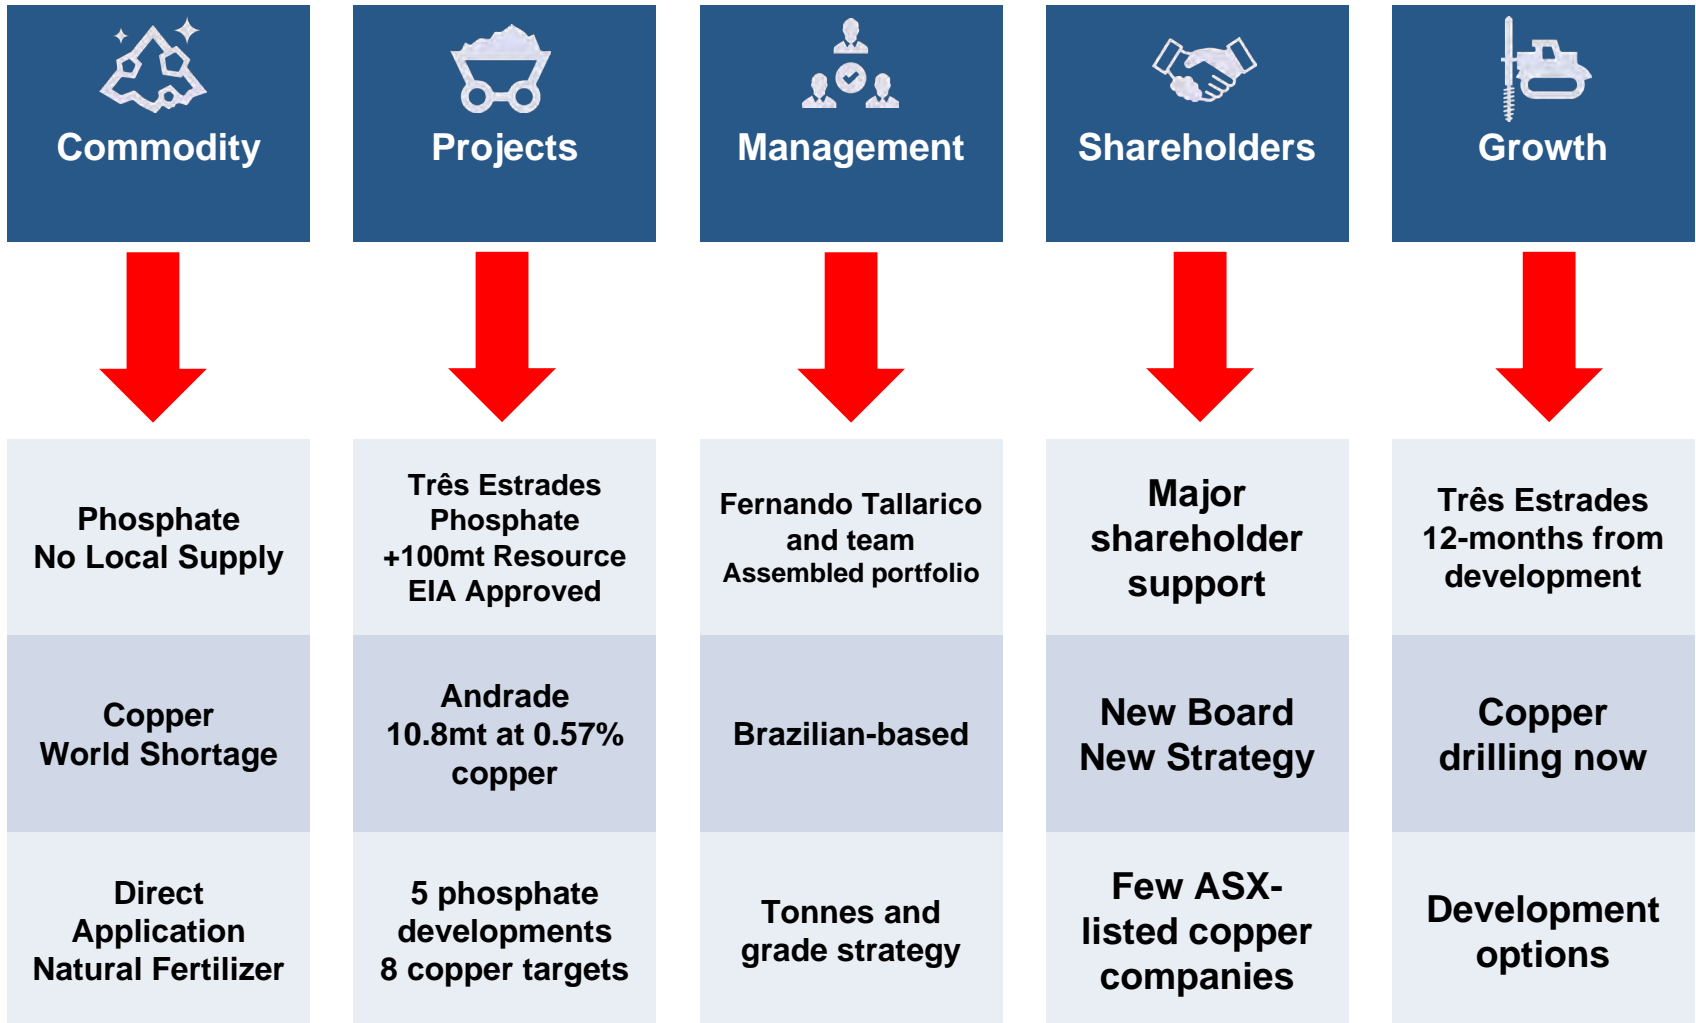 Commodity
Projects
Management
Shareholders
Growth
Phosphate
No Local Supply
Três Estrades
Phosphate
+100mt Resource
EIA Approved
Fernando Tallarico
and team
Assembled portfolio
Major
shareholder
support
Três Estrades
12-months from
development
Copper
World Shortage
Andrade
10.8mt at 0.57%
copper
Brazilian-based
New Board
New Strategy
Copper
drilling now
Direct
Application
Natural Fertilizer
5 phosphate
developments
8 copper targets
Tonnes and
grade strategy
Few ASX-
listed copper
companies
Development
options